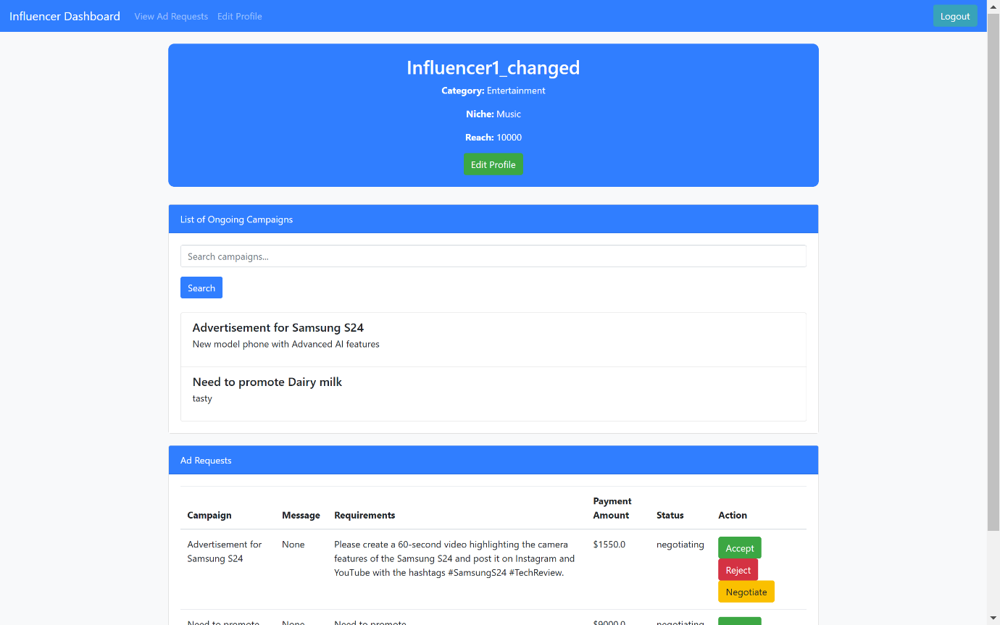 Influencer Dashboard View Ad Requests Edit Profile Logout
Influencer1_changed
Category: Entertainment
Niche: Music
Reach: 10000
Edit Profile
List of Ongoing Campaigns
Search campaigns...
Search
Advertisement for Samsung S24
New model phone with Advanced AI features
Need to promote Dairy milk
tasty
Ad Requests
Campaign Message Requirements Payment Amount Status Action
Advertisement for Samsung S24
None
Please create a 60-second video highlighting the camera
features of the Samsung S24 and post it on Instagram and
YouTube with the hashtags #SamsungS24 #TechReview.
$1550.0
negotiating
Accept
Reject
Negotiate
Need to promote None Need to promote $9000.0 negotiating